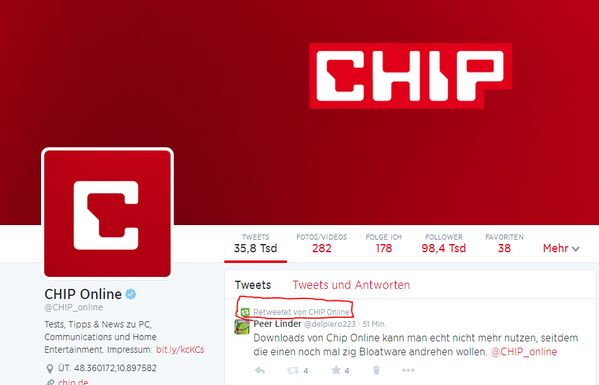 CHIP
C
TWEETS FOTOS/VIDEOS FOLGE ICH FOLLOWER FAVORITEN
35,8 Tsd 282 178 98,4 Tsd 38 Mehr
CHIP Online
@CHIP_online
Tests, Tipps & News zu PC,
Communications und Home
Entertainment. Impressum: bit.ly/kcKCs
ÜT: 48.360172,10.897582
chip.de
Tweets Tweets und Antworten
Retweetet von CHIP Online
Peer Linder @delpiero223 · 51 Min.
Downloads von Chip Online kann man echt nicht mehr nutzen, seitdem
die einen noch mal zig Bloatware andrehen wollen. @CHIP_online
4 4